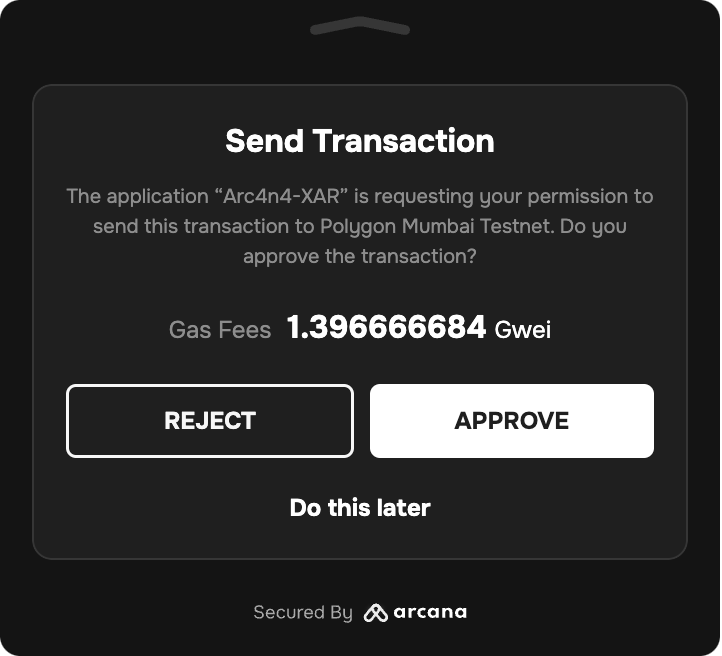 Send Transaction
The application “Arc4n4-XAR” is requesting your permission to
send this transaction to Polygon Mumbai Testnet. Do you
approve the transaction?
Gas Fees 1.396666684 Gwei
REJECT APPROVE
Do this later
Secured By arcana